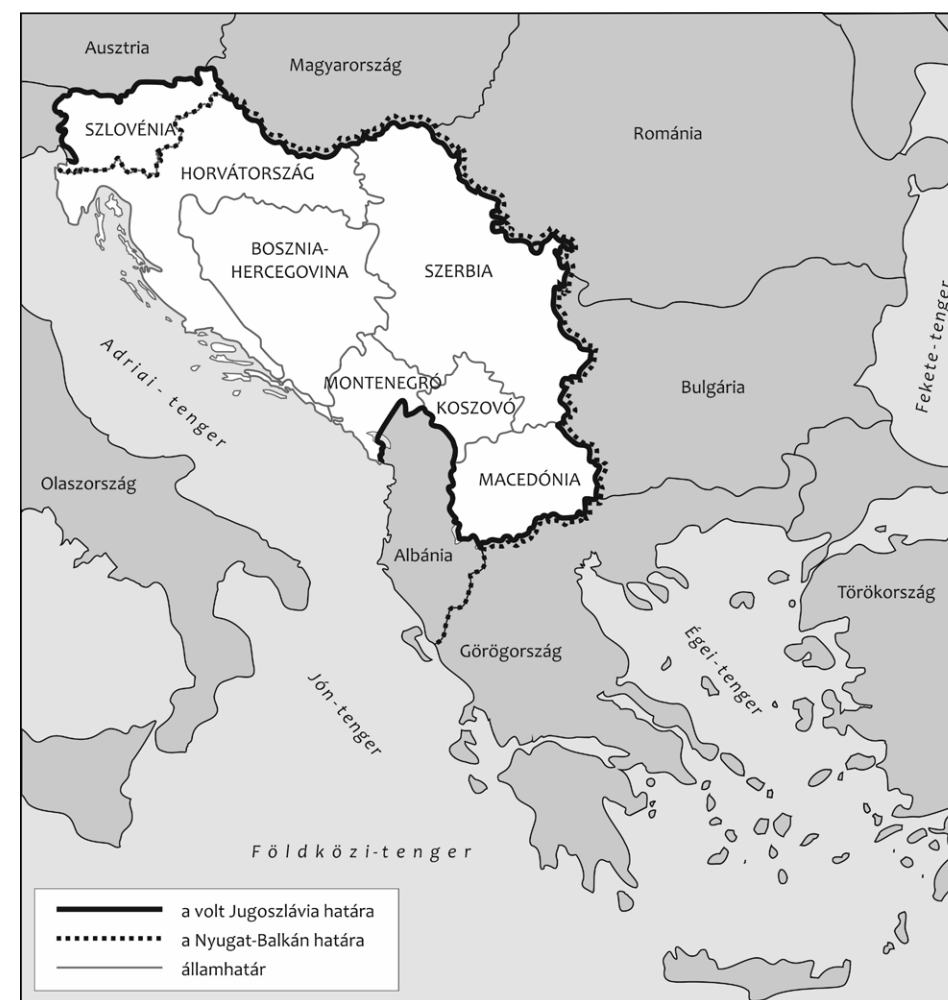 Ausztria
Magyarország
Románia
SZLOVÉNIA
HORVÁTORSZÁG
BOSZNIA-
HERCEGOVINA
SZERBIA
Adriai-tenger
Fekete-tenger
MONTENEGRÓ
KOSZOVÓ
Bulgária
Olaszország
MACEDÓNIA
Albánia
Törökország
Görögország
Égei-tenger
Jón-tenger
Földközi-tenger
a volt Jugoszlávia határa
a Nyugat-Balkán határa
államhatár